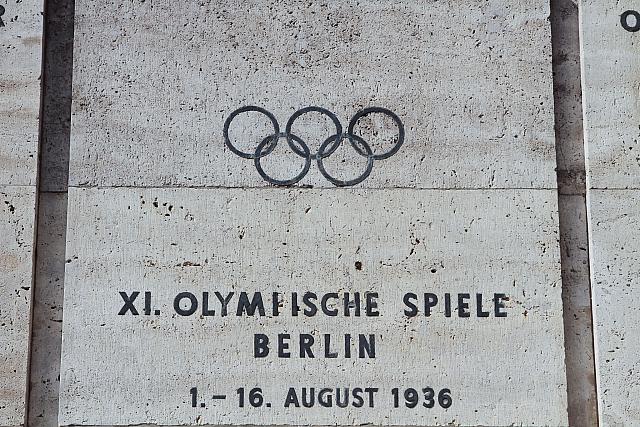 XI. OLYMPISCHE SPIELE
BERLIN
1.–16. AUGUST 1936